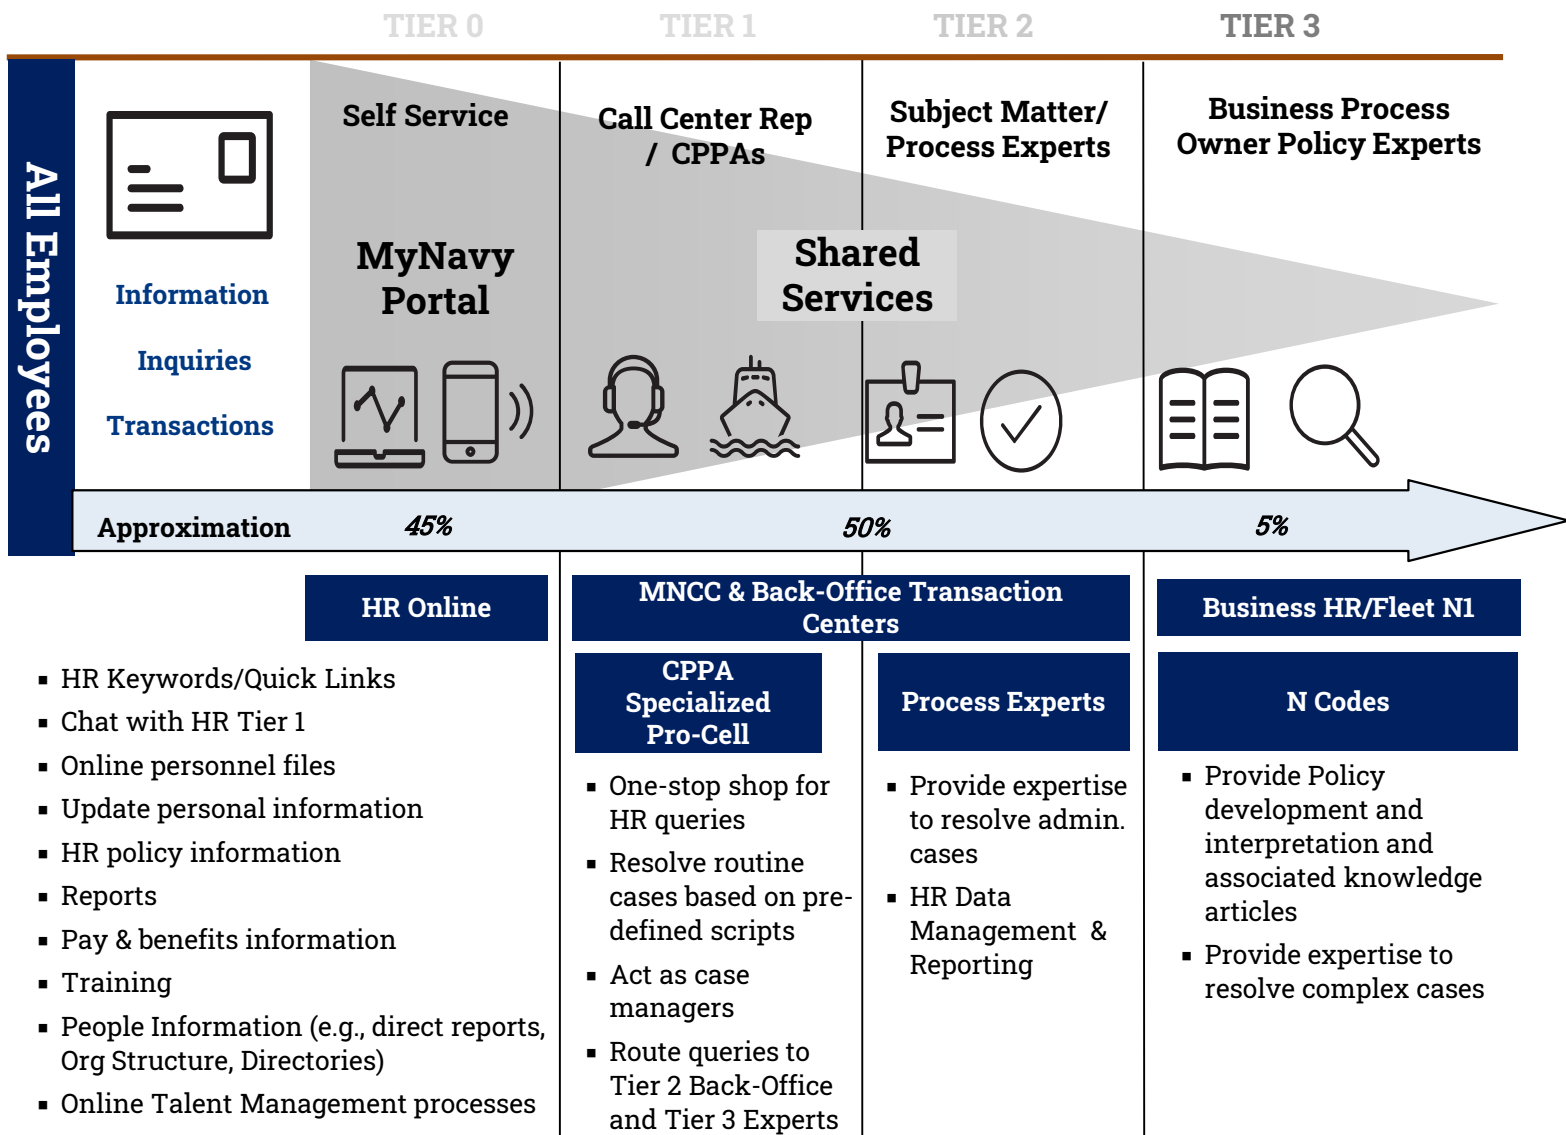 TIER 0
TIER 1
TIER 2
TIER 3
All Employees
Information
Inquiries
Transactions
Self Service
MyNavy
Portal
Call Center Rep
/ CPPAs
Shared
Services
Subject Matter/
Process Experts
Business Process
Owner Policy Experts
Approximation
45%
50%
5%
HR Online
▪ HR Keywords/Quick Links
▪ Chat with HR Tier 1
▪ Online personnel files
▪ Update personal information
▪ HR policy information
▪ Reports
▪ Pay & benefits information
▪ Training
▪ People Information (e.g., direct reports,
Org Structure, Directories)
▪ Online Talent Management processes
MNCC & Back-Office Transaction
Centers
CPPA
Specialized
Pro-Cell
▪ One-stop shop for
HR queries
▪ Resolve routine
cases based on pre-
defined scripts
▪ Act as case
managers
▪ Route queries to
Tier 2 Back-Office
and Tier 3 Experts
Process Experts
▪ Provide expertise
to resolve admin.
cases
▪ HR Data
Management &
Reporting
Business HR/Fleet N1
N Codes
▪ Provide Policy
development and
interpretation and
associated knowledge
articles
▪ Provide expertise to
resolve complex cases